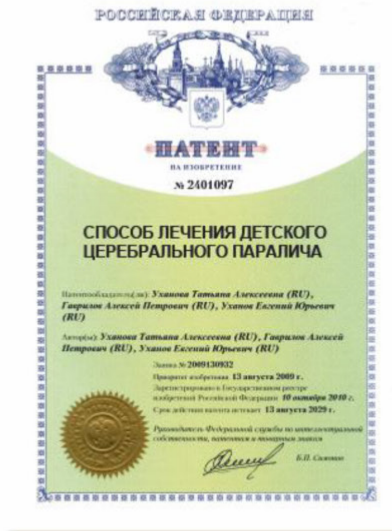 РОССИЙСКАЯ ФЕДЕРАЦИЯ
ПАТЕНТ
НА ИЗОБРЕТЕНИЕ
№ 2401097
СПОСОБ ЛЕЧЕНИЯ ДЕТСКОГО
ЦЕРЕБРАЛЬНОГО ПАРАЛИЧА
Патентообладатель(ли): Уханова Татьяна Алексеевна (RU),
Гаврилов Алексей Петрович (RU), Уханов Евгений Юрьевич
(RU)
Автор(ы): Уханова Татьяна Алексеевна (RU), Гаврилов Алексей
Петрович (RU), Уханов Евгений Юрьевич (RU)
Заявка № 2009130932
Приоритет изобретения 13 августа 2009 г.
Зарегистрировано в Государственном реестре
изобретений Российской Федерации 10 октября 2010 г.
Срок действия патента истекает 13 августа 2029 г.
Руководитель Федеральной службы по интеллектуальной
собственности, патентам и товарным знакам
Б.П. Симонов